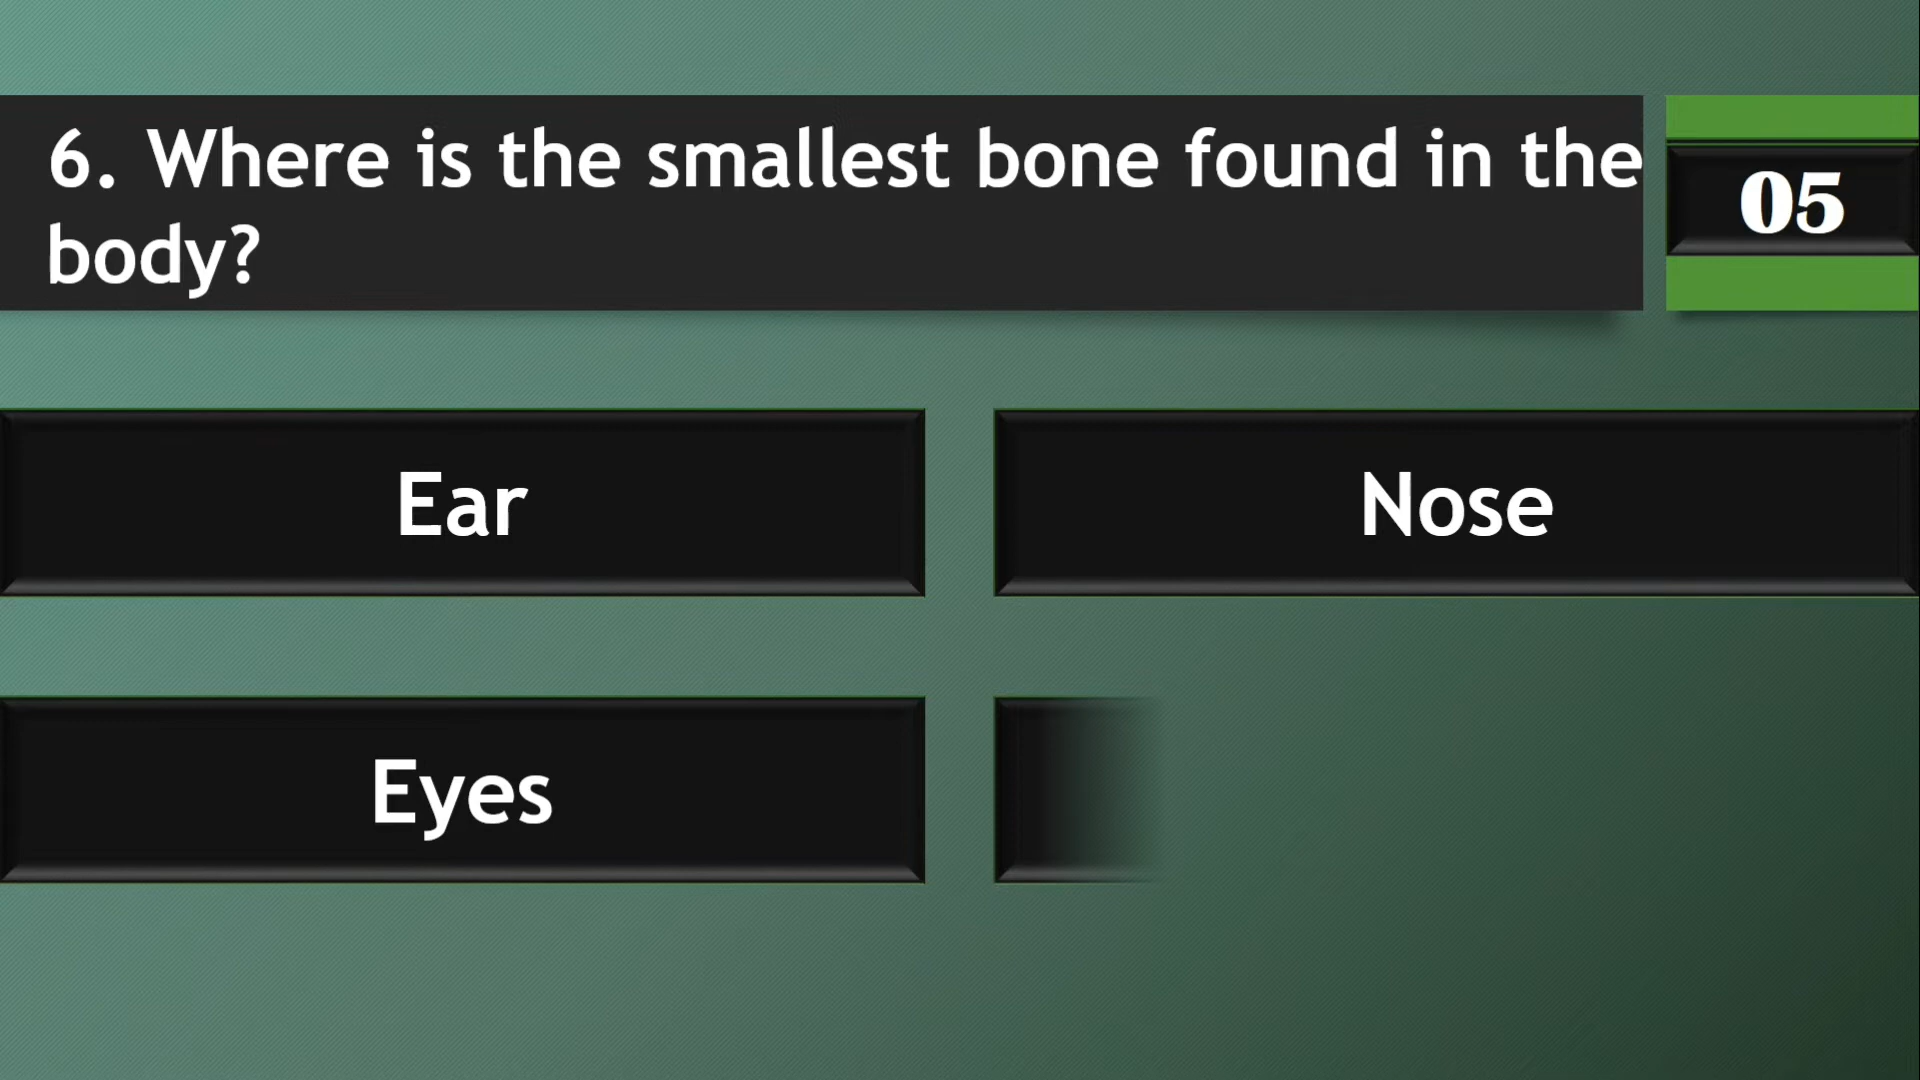 6. Where is the smallest bone found in the
body?
05
Ear
Nose
Eyes